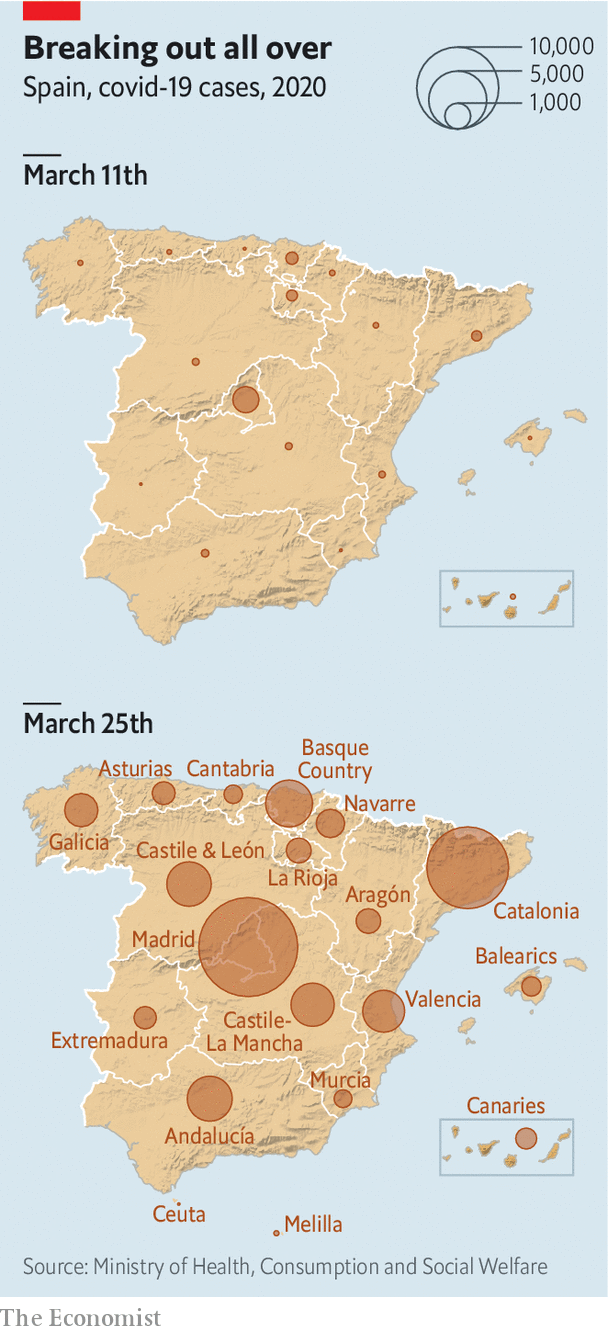 Breaking out all over
Spain, covid-19 cases, 2020
10,000
5,000
1,000
March 11th
March 25th
Asturias
Cantabria
Basque
Country
Navarre
Galicia
Castile & León
La Rioja
Aragón
Catalonia
Madrid
Balearics
Valencia
Extremadura
Castile-
La Mancha
Murcia
Canaries
Andalucía
Ceuta
Melilla
Source: Ministry of Health, Consumption and Social Welfare
The Economist